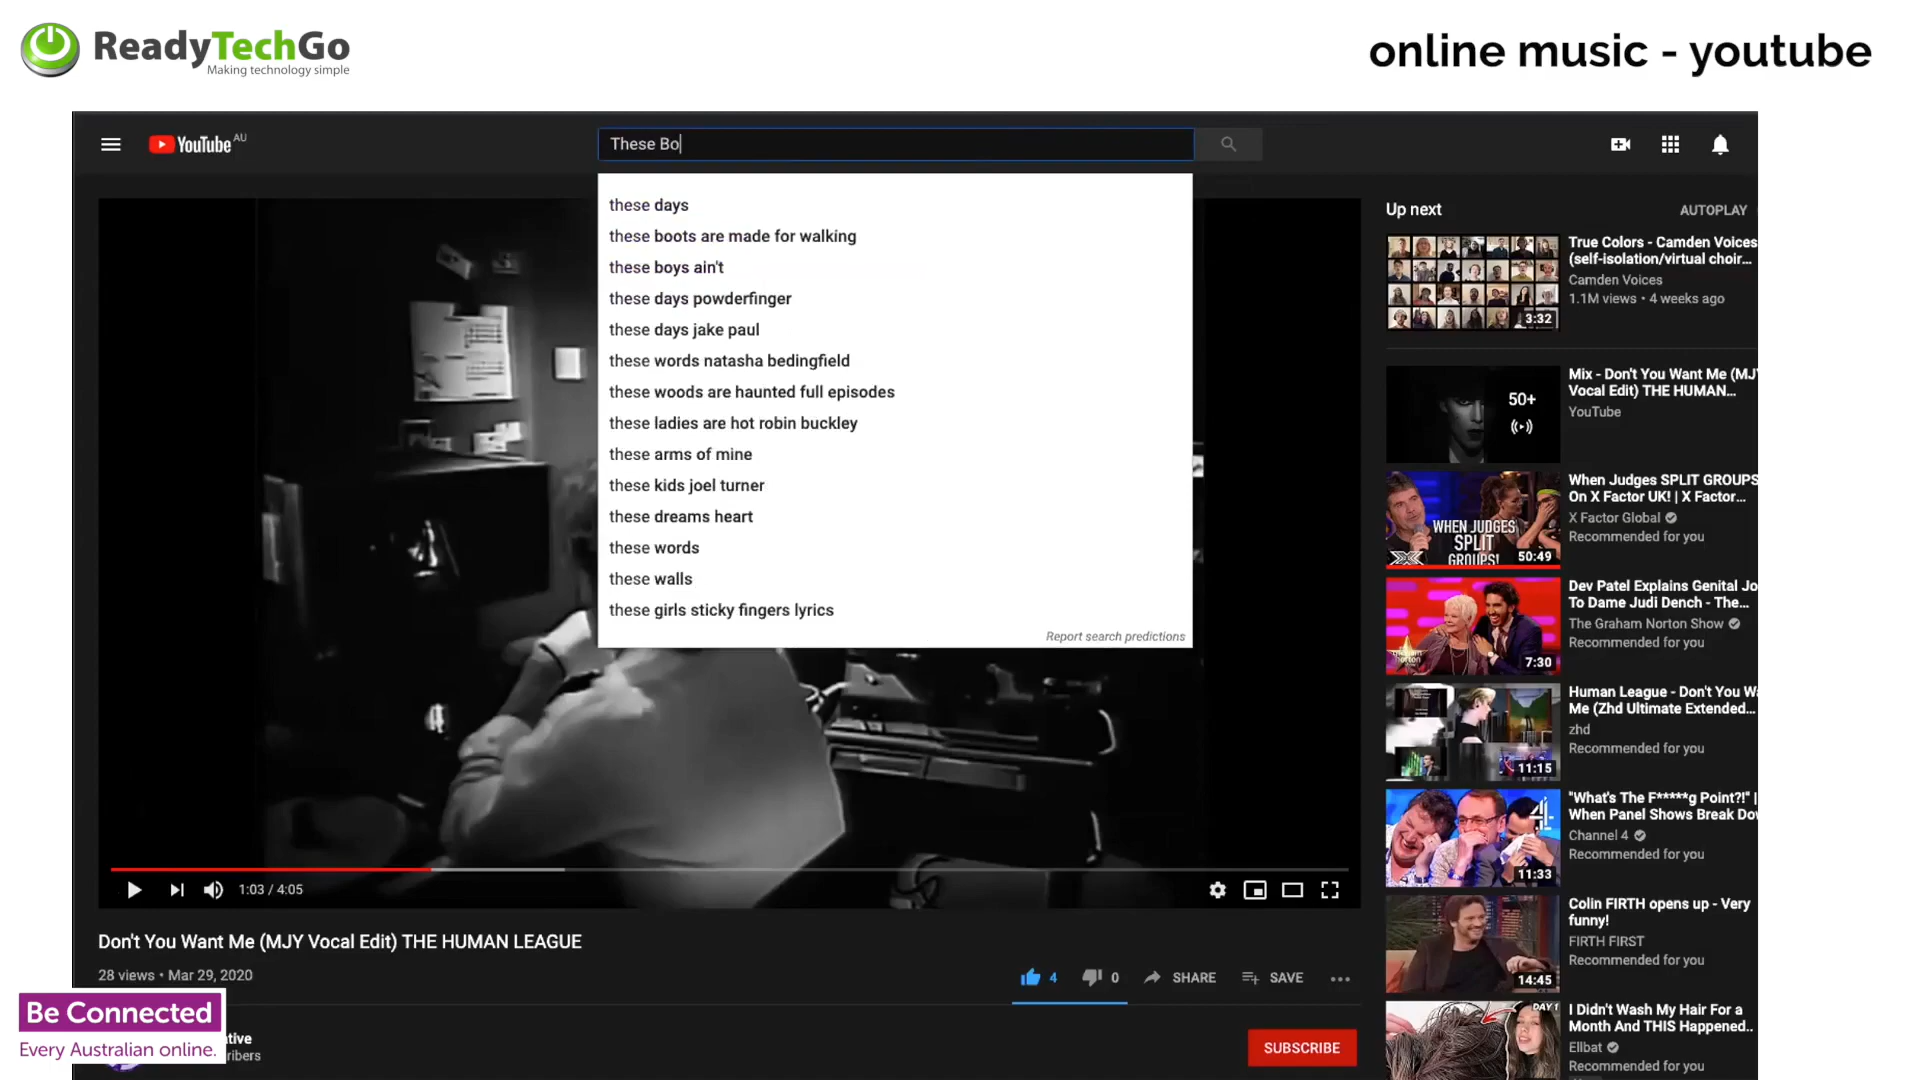 ReadyTechGo
Making technology simple
online music - youtube
YouTube AU
These Bo
these days
these boots are made for walking
these boys ain't
these days powderfinger
these days jake paul
these words natasha bedingfield
these woods are haunted full episodes
these ladies are hot robin buckley
these arms of mine
these kids joel turner
these dreams heart
these words
these walls
these girls sticky fingers lyrics
Report search predictions
1:03 / 4:05
Don't You Want Me (MJY Vocal Edit) THE HUMAN LEAGUE
28 views • Mar 29, 2020
4
0
SHARE
SAVE
Be Connected
Every Australian online.
ative
ribers
SUBSCRIBE
Up next
AUTOPLAY
3:32
True Colors - Camden Voices
(self-isolation/virtual choir...
Camden Voices
1.1M views • 4 weeks ago
50+
Mix - Don't You Want Me (MJY
Vocal Edit) THE HUMAN...
YouTube
WHEN JUDGES
SPLIT
GROUPS!
50:49
When Judges SPLIT GROUPS
On X Factor UK! | X Factor...
X Factor Global
Recommended for you
7:30
Dev Patel Explains Genital Jo
To Dame Judi Dench - The...
The Graham Norton Show
Recommended for you
11:15
Human League - Don't You Wa
Me (Zhd Ultimate Extended...
zhd
Recommended for you
4
11:33
"What's The F*****g Point?!" |
When Panel Shows Break Dow
Channel 4
Recommended for you
14:45
Colin FIRTH opens up - Very
funny!
FIRTH FIRST
Recommended for you
DAY 1
I Didn't Wash My Hair For a
Month And THIS Happened..
Ellbat
Recommended for you